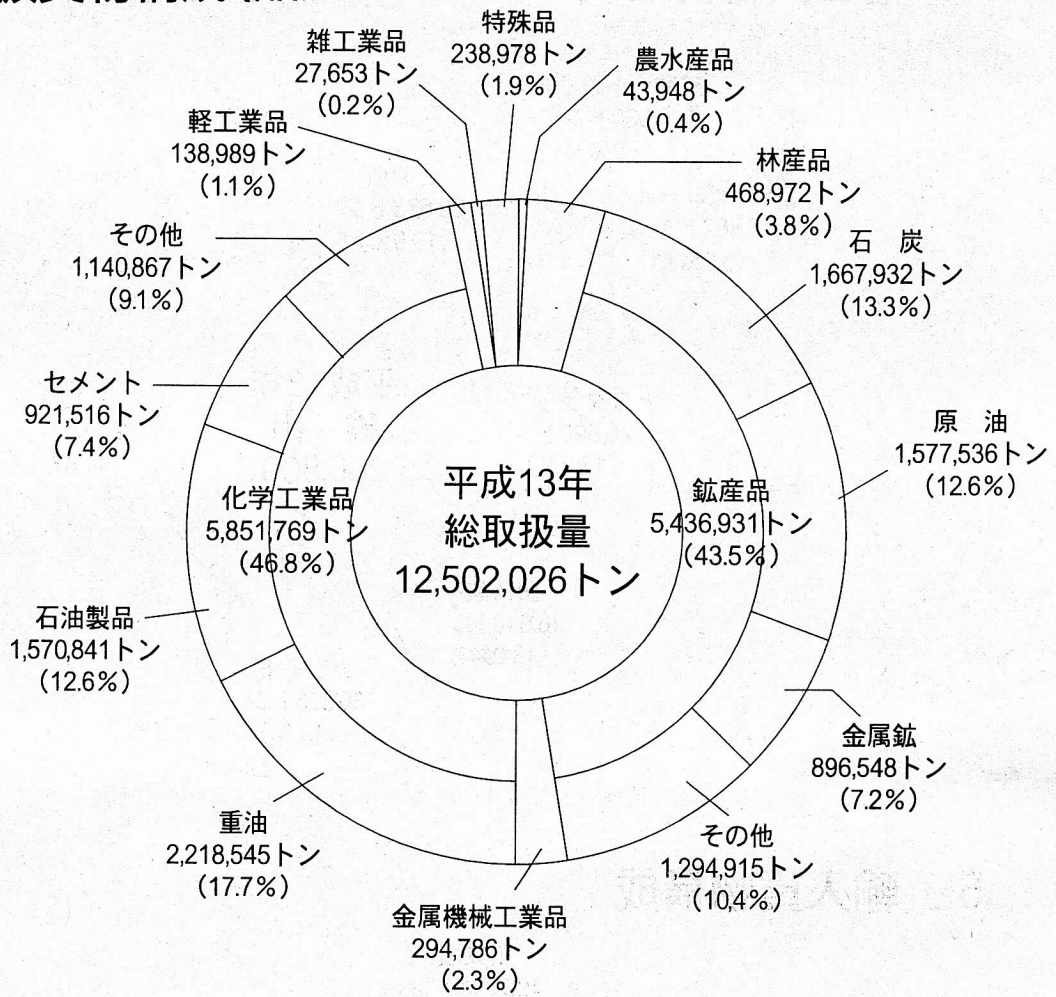 特殊品
238,978トン
(1.9%)
農水産品
43,948トン
(0.4%)
林産品
468,972トン
(3.8%)
石 炭
1,667,932トン
(13.3%)
原 油
1,577,536トン
(12.6%)
鉱産品
5,436,931トン
(43.5%)
金属鉱
896,548トン
(7.2%)
その他
1,294,915トン
(10.4%)
金属機械工業品
294,786トン
(2.3%)
重油
2,218,545トン
(17.7%)
石油製品
1,570,841トン
(12.6%)
化学工業品
5,851,769トン
(46.8%)
セメント
921,516トン
(7.4%)
その他
1,140,867トン
(9.1%)
軽工業品
138,989トン
(1.1%)
雑工業品
27,653トン
(0.2%)
平成13年
総取扱量
12,502,026トン